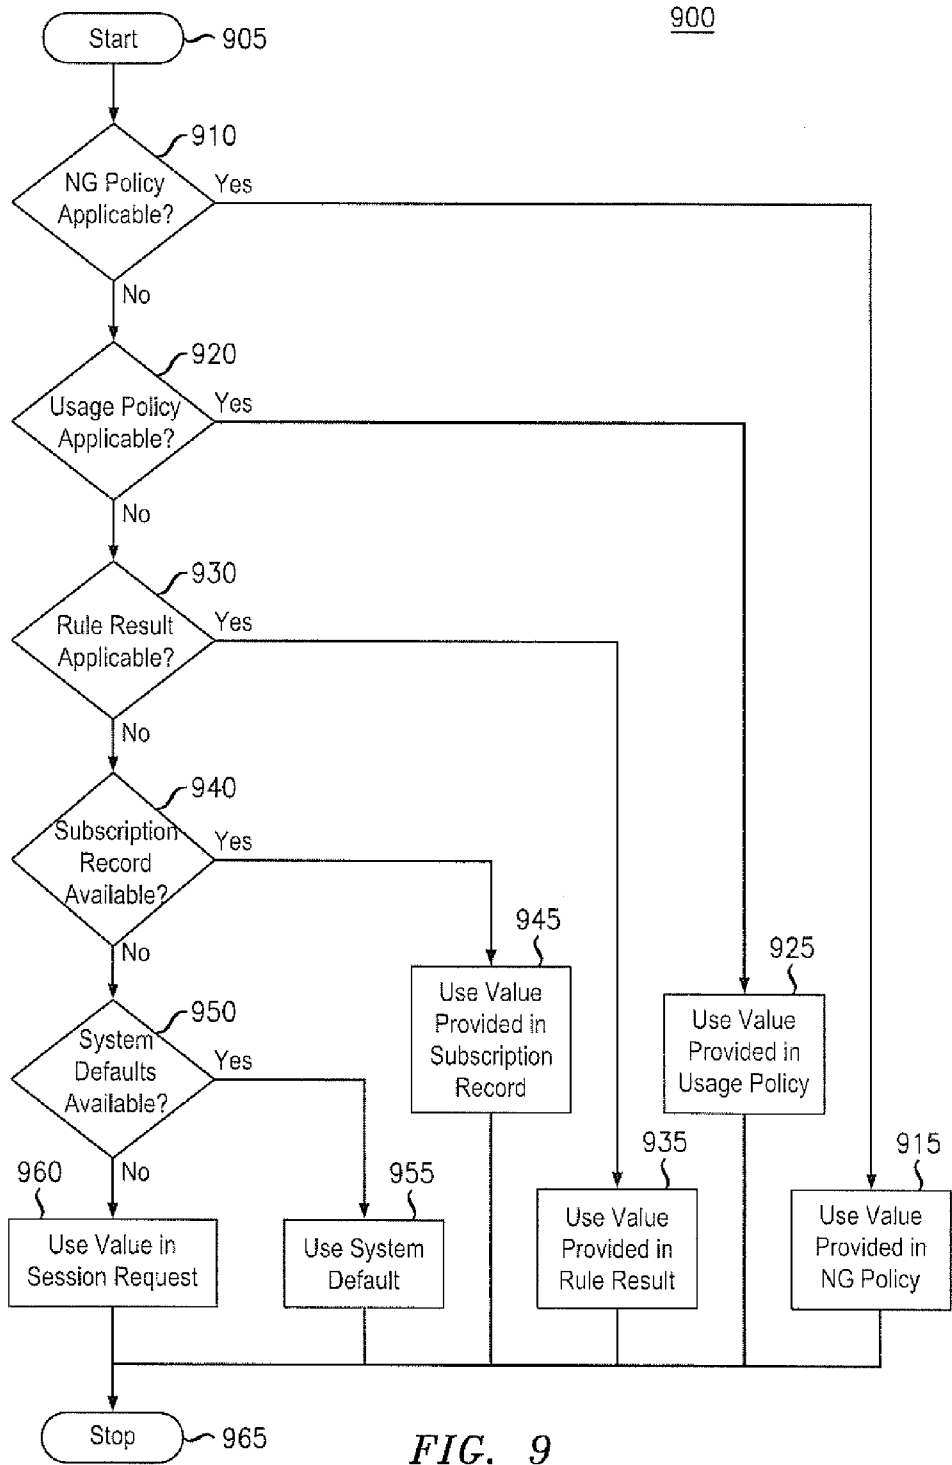 900
Start
905
910
NG Policy
Applicable?
Yes
No
920
Usage Policy
Applicable?
Yes
No
930
Rule Result
Applicable?
Yes
No
940
Subscription
Record
Available?
Yes
No
945
Use Value
Provided in
Subscription
Record
925
Use Value
Provided in
Usage Policy
950
System
Defaults
Available?
Yes
No
960
Use Value in
Session Request
955
Use System
Default
935
Use Value
Provided in
Rule Result
915
Use Value
Provided in
NG Policy
Stop
965
FIG. 9